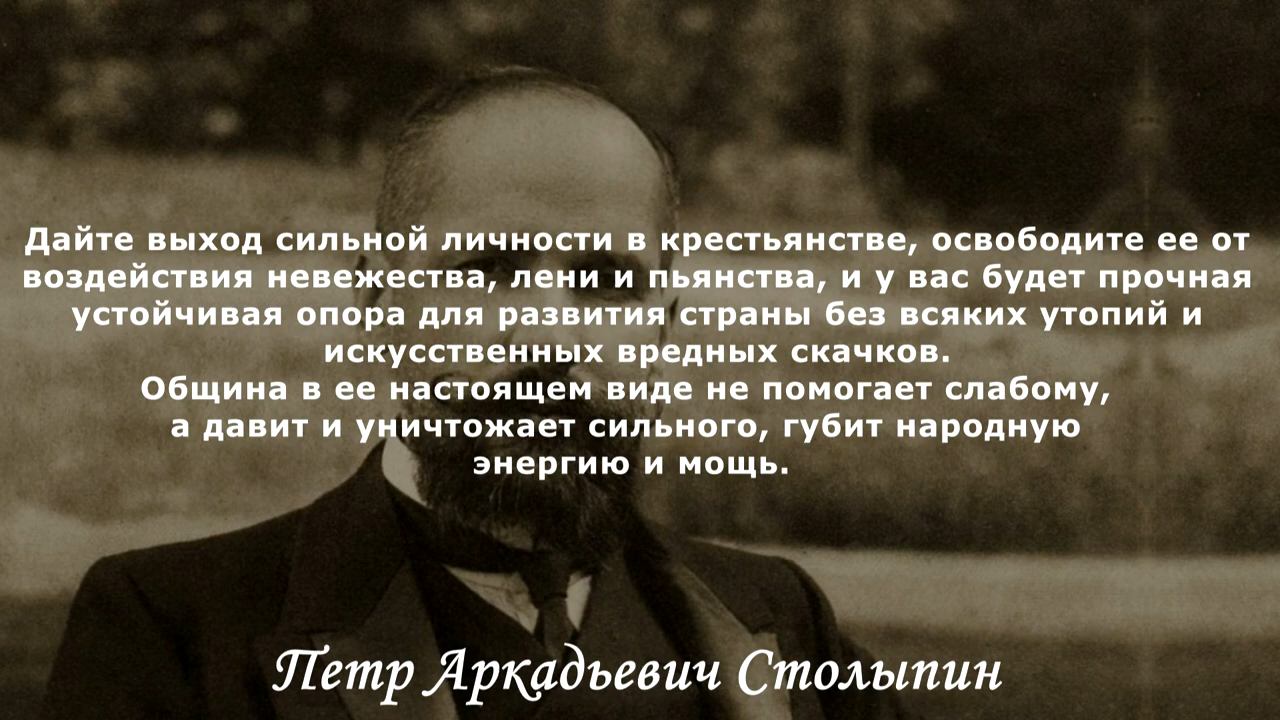 Дайте выход сильной личности в крестьянстве, освободите ее от
воздействия невежества, лени и пьянства, и у вас будет прочная
устойчивая опора для развития страны без всяких утопий и
искусственных вредных скачков.
Община в ее настоящем виде не помогает слабому,
а давит и уничтожает сильного, губит народную
энергию и мощь.
Петр Аркадьевич Столыпин